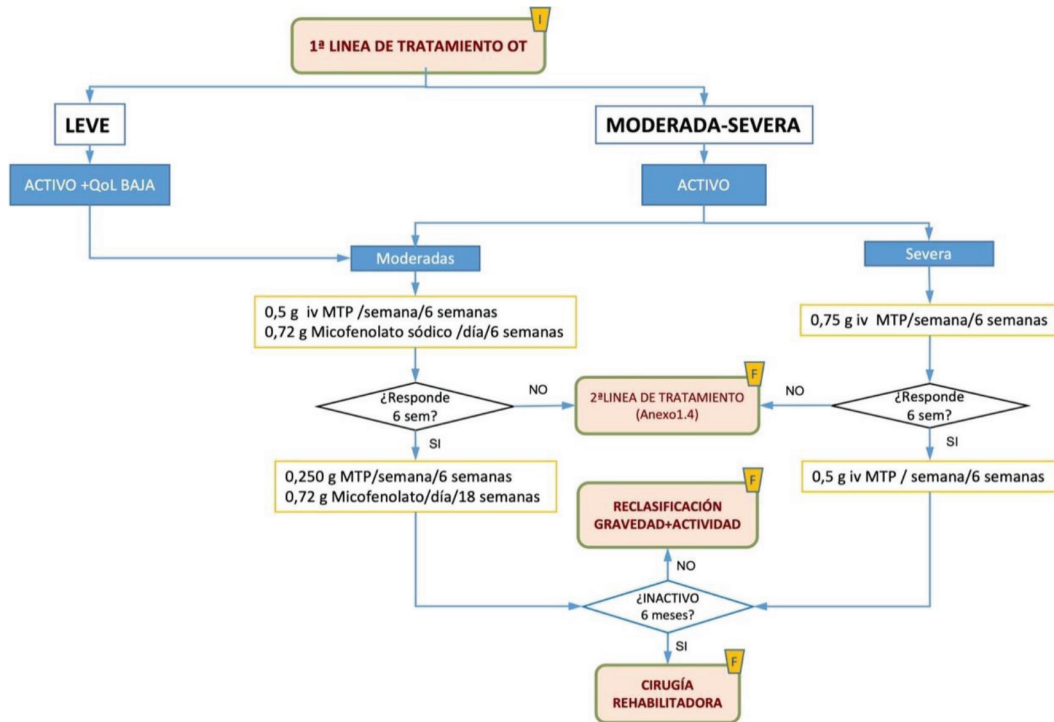 I
1ª LINEA DE TRATAMIENTO OT
LEVE
MODERADA-SEVERA
ACTIVO +QoL BAJA
ACTIVO
Moderadas
Severa
0,5 g iv MTP /semana/6 semanas
0,72 g Micofenolato sódico /día/6 semanas
0,75 g iv MTP/semana/6 semanas
¿Responde
6 sem?
NO
F
2ªLINEA DE TRATAMIENTO
(Anexo1.4)
NO
¿Responde
6 sem?
SI
SI
0,250 g MTP/semana/6 semanas
0,72 g Micofenolato/día/18 semanas
0,5 g iv MTP / semana/6 semanas
F
RECLASIFICACIÓN
GRAVEDAD+ACTIVIDAD
NO
¿INACTIVO
6 meses?
SI
F
CIRUGÍA
REHABILITADORA